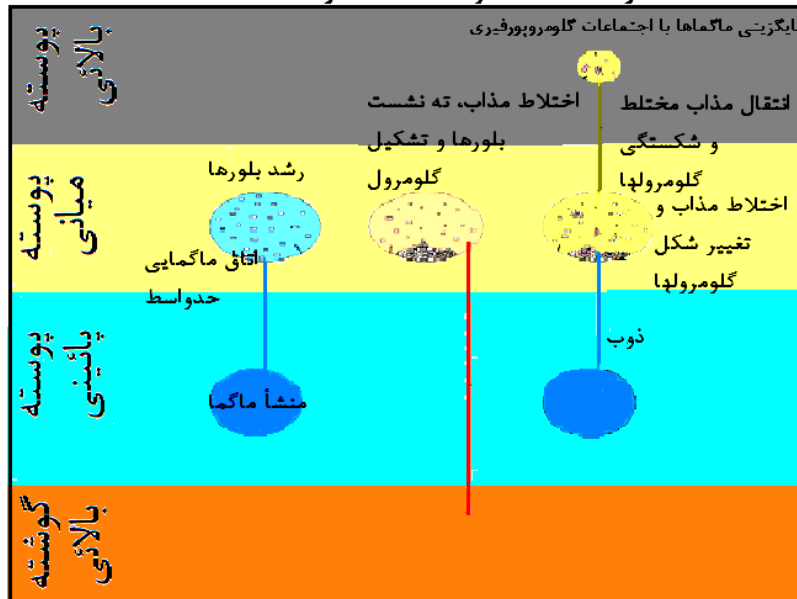 پوسته
بالائی
ایگزینی ماگماها با اجتماعات گلومروپورفیری
انتقال مذاب مختلط
و شکستگی
گلومرولها
اختلاط مذاب، ته نشست
بلورها و تشکیل
گلومرول
پوسته
میانی
رشد بلورها
اتاق ماگمایی
حدواسط
اختلاط مذاب و
تغییر شکل
گلومرولها
پوسته
پائینی
ذوب
منشأ ماگما
گوشته
بالائی